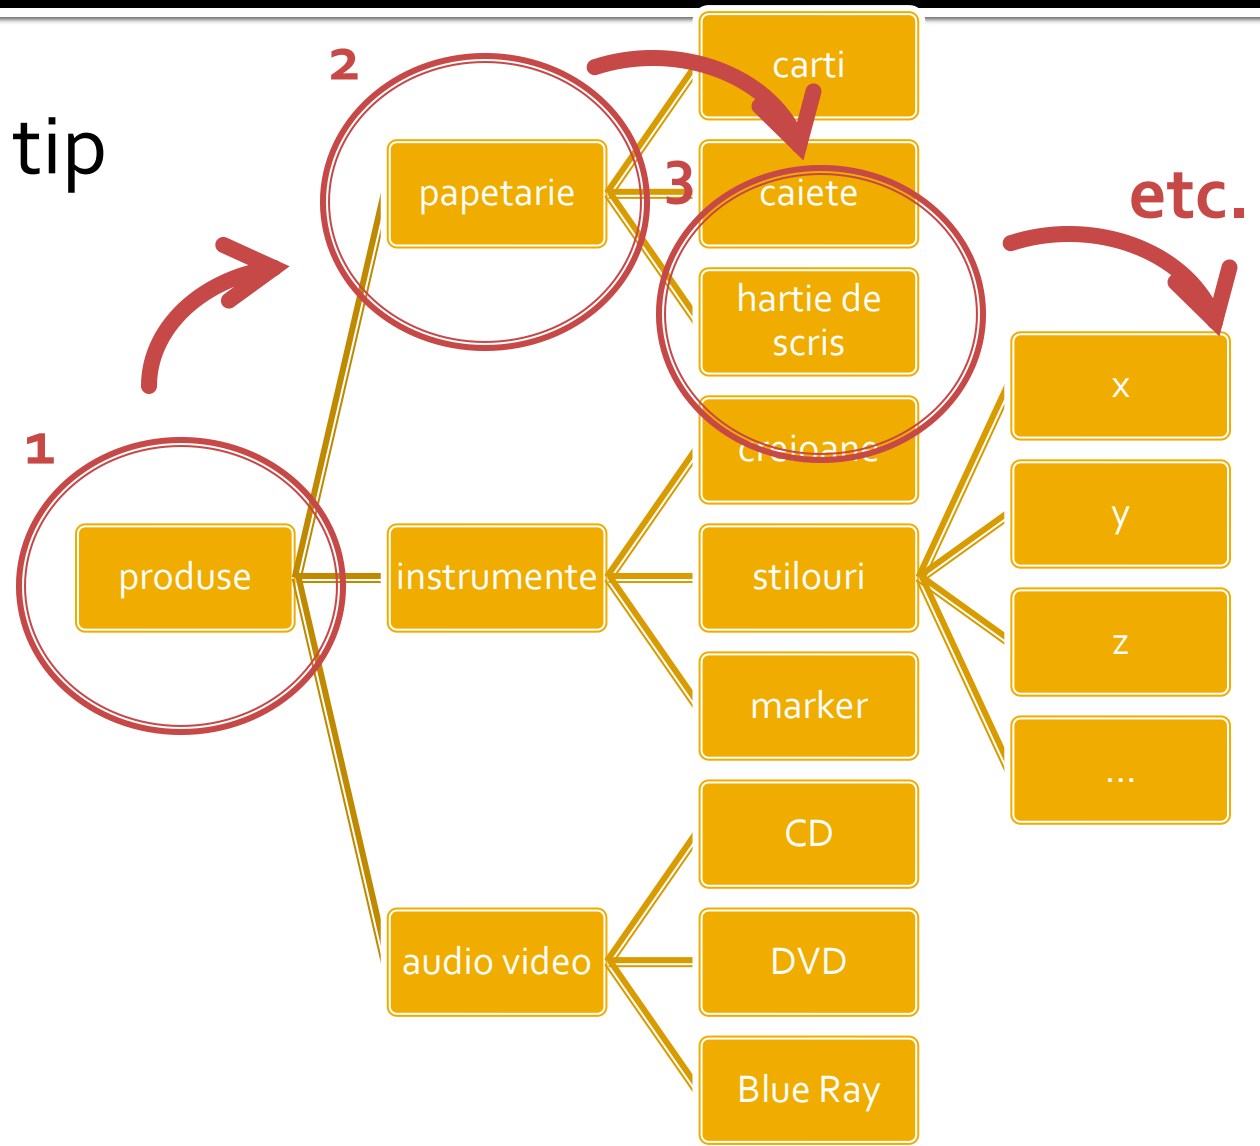 tip
1
produse
2
papetarie
instrumente
audio video
3
carti
caiete
hartie de
scris
creioane
stilouri
marker
CD
DVD
Blue Ray
etc.
x
y
z
...